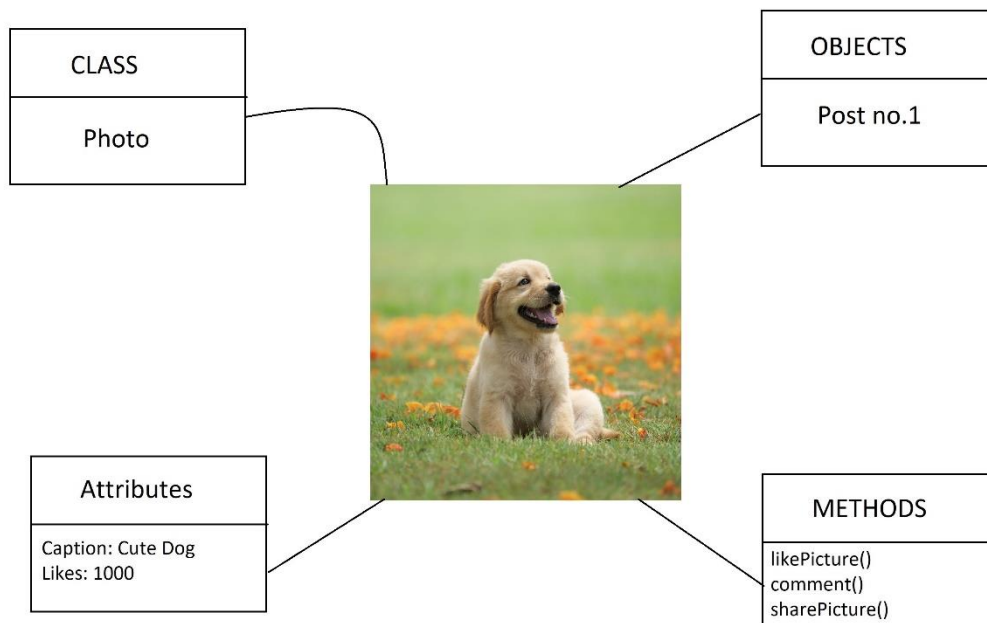 CLASS
Photo
OBJECTS
Post no.1
Attributes
Caption: Cute Dog
Likes: 1000
METHODS
likePicture()
comment()
sharePicture()